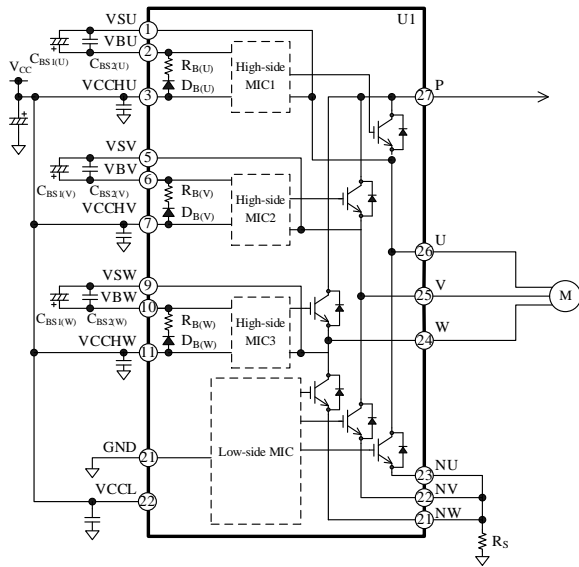 VSU
1
U1
CBS1(U)
VBU
2
CBS2(U)
VCC
RB(U)
High-side
MIC1
VCCHU
3
DB(U)
27
P
VSV
5
VBV
6
CBS1(V)
CBS2(V)
RB(V)
High-side
MIC2
VCCHV
7
DB(V)
26
U
VSW
9
VBW
10
25
V
M
CBS1(W)
CBS2(W)
RB(W)
High-side
MIC3
VCCHW
11
DB(W)
24
W
GND
21
Low-side MIC
23
NU
VCCL
22
22
NV
21
NW
RS